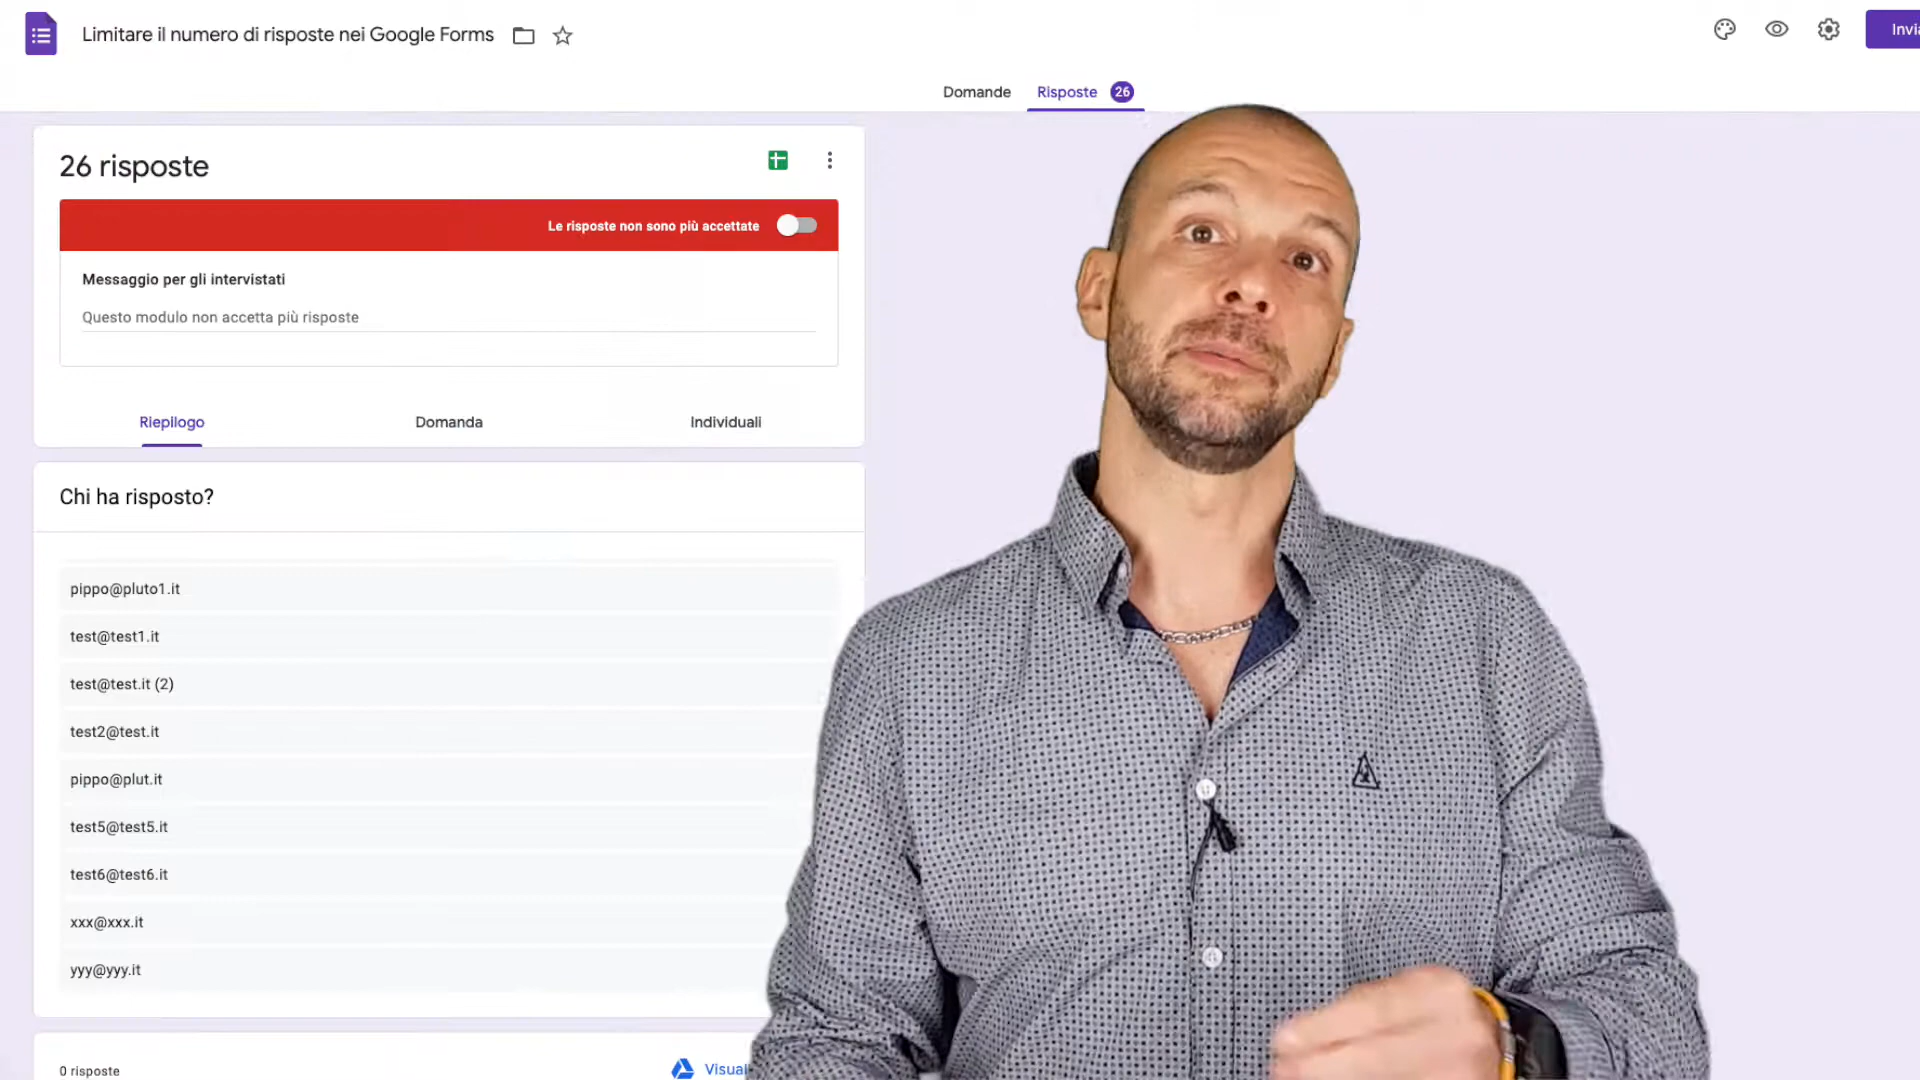 Limitare il numero di risposte nei Google Forms
Domande
Risposte 26
26 risposte
Le risposte non sono più accettate
Messaggio per gli intervistati
Questo modulo non accetta più risposte
Riepilogo
Domanda
Individuali
Chi ha risposto?
pippo@pluto1.it
test@test1.it
test@test.it (2)
test2@test.it
pippo@plut.it
test5@test5.it
test6@test6.it
xxx@xxx.it
yyy@yyy.it
0 risposte